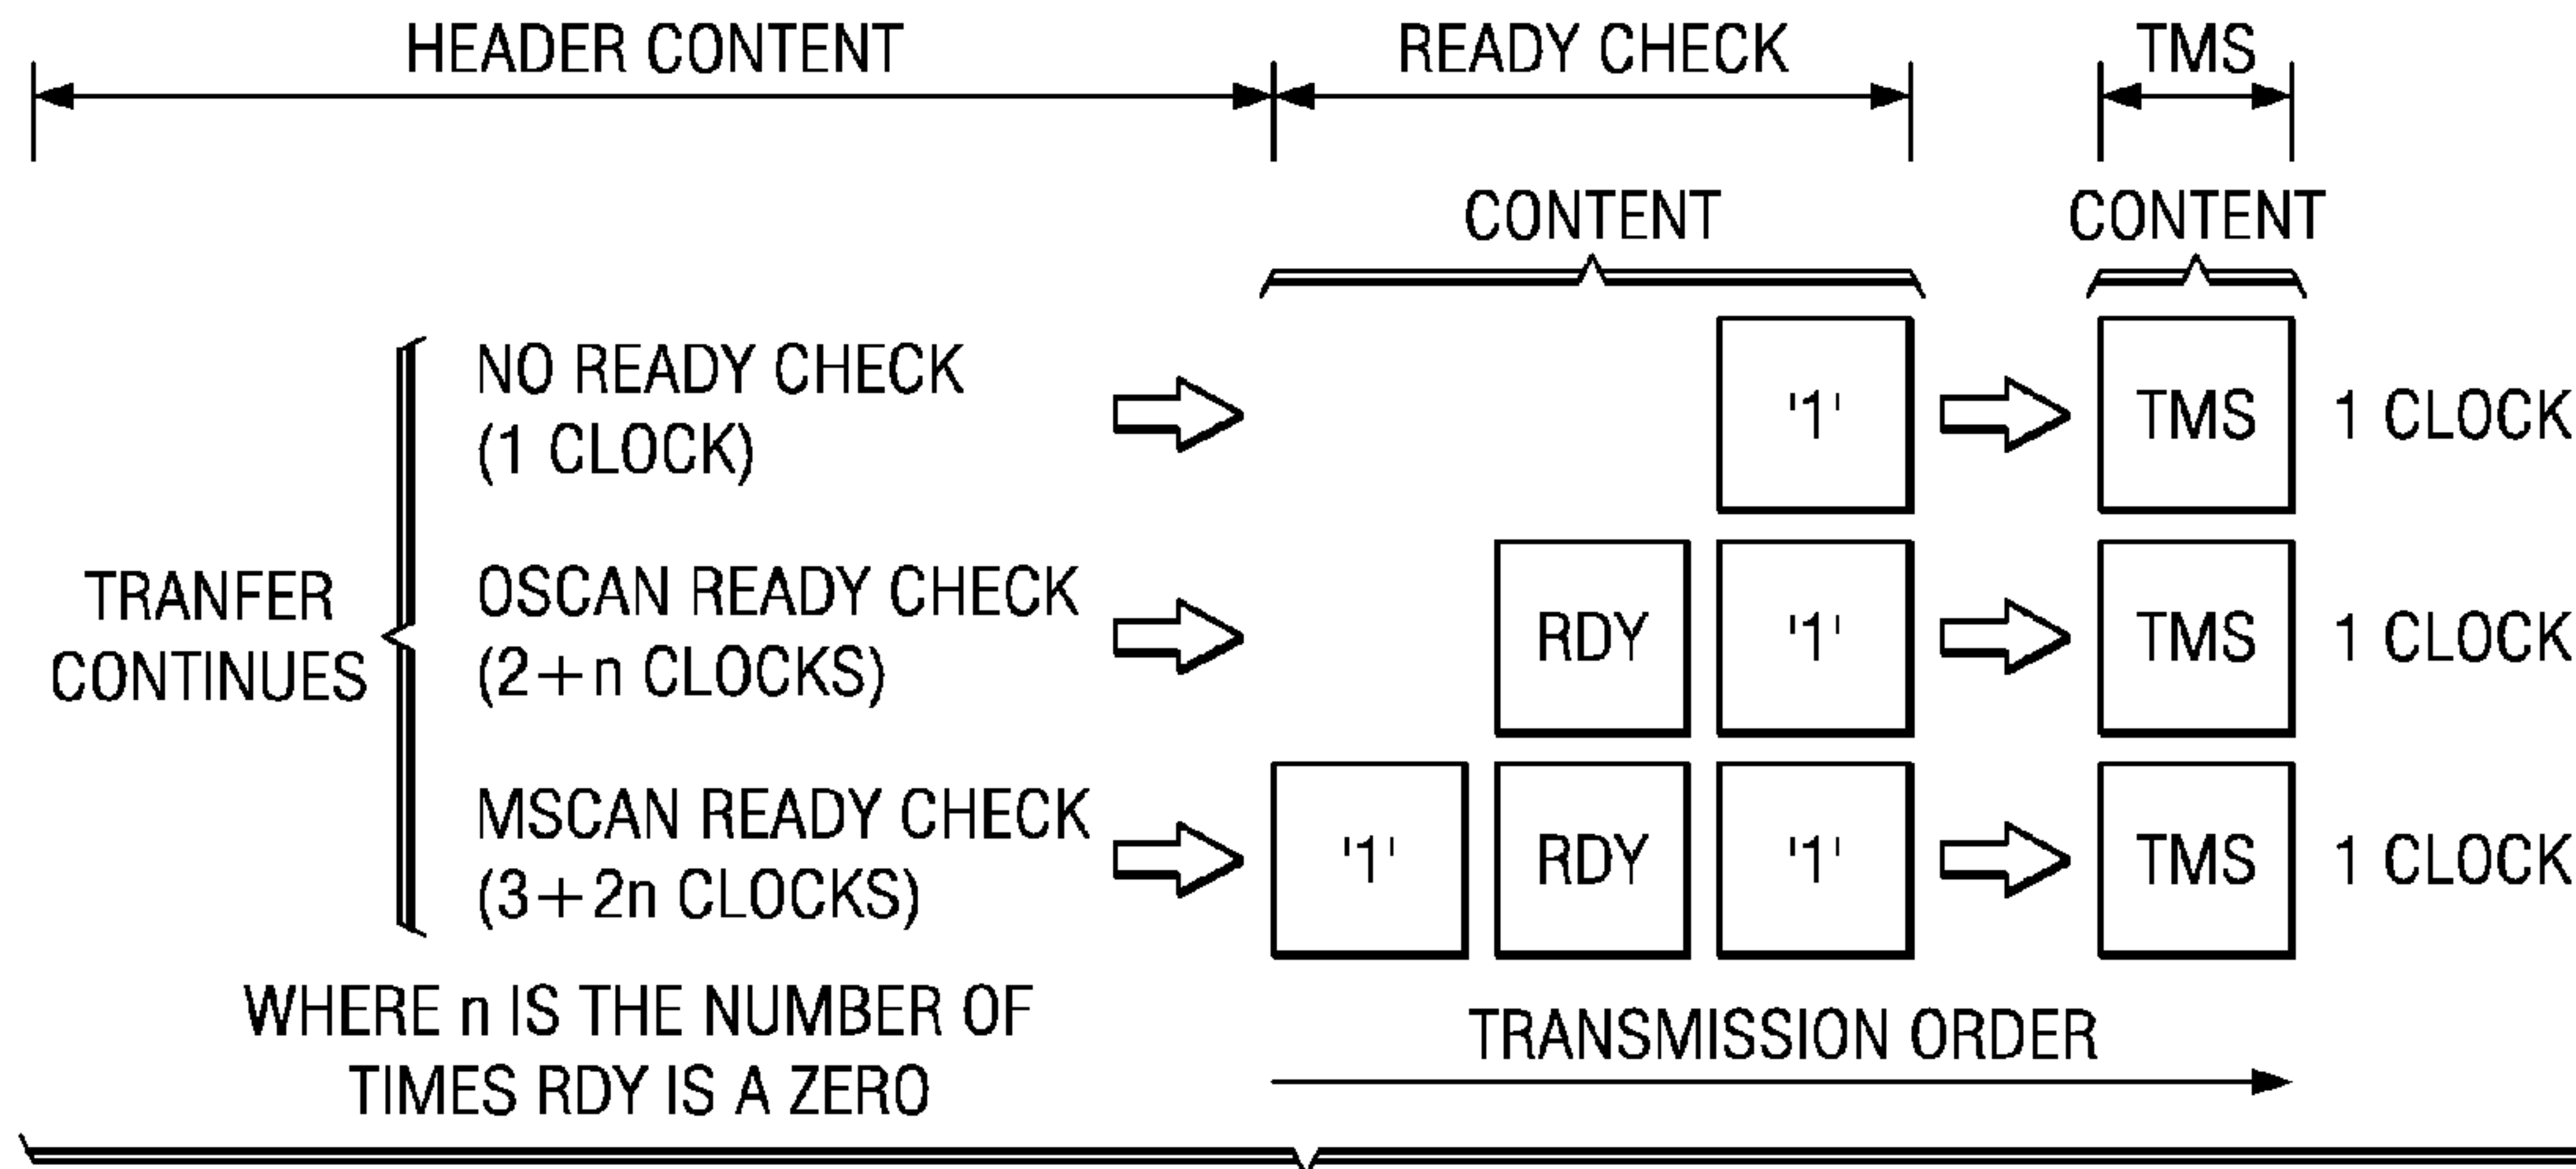 HEADER CONTENT
READY CHECK
TMS
CONTENT
CONTENT
NO READY CHECK
(1 CLOCK)
'1'
TMS
1 CLOCK
TRANFER
CONTINUES
OSCAN READY CHECK
(2+n CLOCKS)
RDY
'1'
TMS
1 CLOCK
MSCAN READY CHECK
(3+2n CLOCKS)
'1'
RDY
'1'
TMS
1 CLOCK
WHERE n IS THE NUMBER OF
TIMES RDY IS A ZERO
TRANSMISSION ORDER